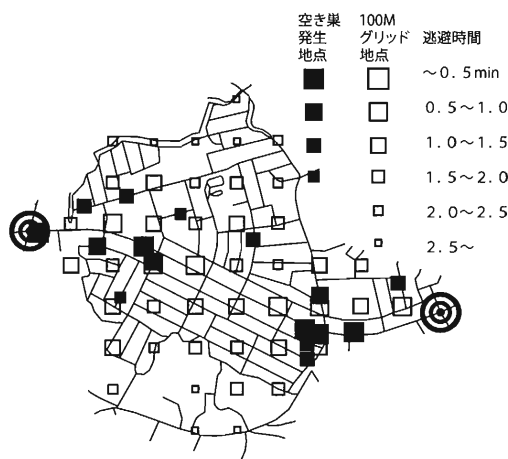 空き巣 100M
発生 グリッド 逃避時間
地点 地点
～0.5min
0.5～1.0
1.0～1.5
1.5～2.0
2.0～2.5
2.5～